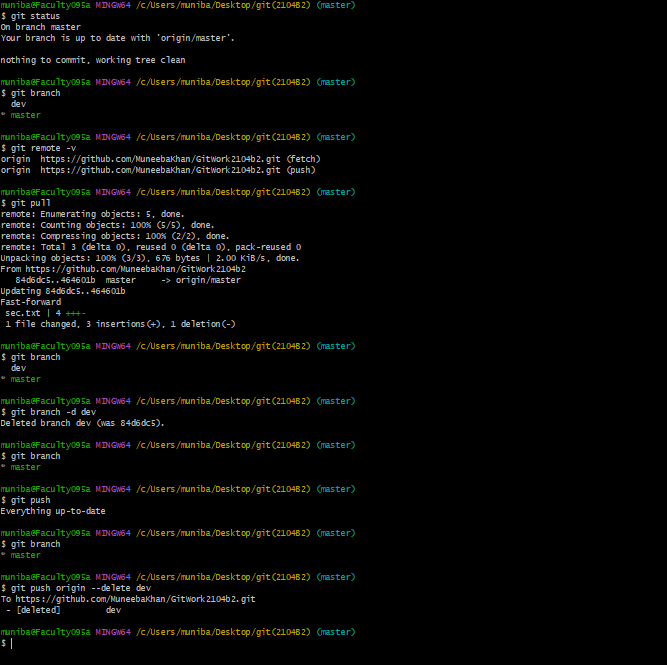 muniba@Faculty095a MINGW64 /c/Users/muniba/Desktop/git(2104B2) (master)
$ git status
On branch master
Your branch is up to date with 'origin/master'.
nothing to commit, working tree clean
muniba@Faculty095a MINGW64 /c/Users/muniba/Desktop/git(2104B2) (master)
$ git branch
dev
* master
muniba@Faculty095a MINGW64 /c/Users/muniba/Desktop/git(2104B2) (master)
$ git remote -v
origin  https://github.com/MuneebaKhan/GitWork2104b2.git (fetch)
origin  https://github.com/MuneebaKhan/GitWork2104b2.git (push)
muniba@Faculty095a MINGW64 /c/Users/muniba/Desktop/git(2104B2) (master)
$ git pull
remote: Enumerating objects: 5, done.
remote: Counting objects: 100% (5/5), done.
remote: Compressing objects: 100% (2/2), done.
remote: Total 3 (delta 0), reused 0 (delta 0), pack-reused 0
Unpacking objects: 100% (3/3), 676 bytes | 2.00 KiB/s, done.
From https://github.com/MuneebaKhan/GitWork2104b2
84d6dc5..464601b  master     -> origin/master
Updating 84d6dc5..464601b
Fast-forward
sec.txt | 4 +++-
1 file changed, 3 insertions(+), 1 deletion(-)
muniba@Faculty095a MINGW64 /c/Users/muniba/Desktop/git(2104B2) (master)
$ git branch
dev
* master
muniba@Faculty095a MINGW64 /c/Users/muniba/Desktop/git(2104B2) (master)
$ git branch -d dev
Deleted branch dev (was 84d6dc5).
muniba@Faculty095a MINGW64 /c/Users/muniba/Desktop/git(2104B2) (master)
$ git branch
* master
muniba@Faculty095a MINGW64 /c/Users/muniba/Desktop/git(2104B2) (master)
$ git push
Everything up-to-date
muniba@Faculty095a MINGW64 /c/Users/muniba/Desktop/git(2104B2) (master)
$ git branch
* master
muniba@Faculty095a MINGW64 /c/Users/muniba/Desktop/git(2104B2) (master)
$ git push origin --delete dev
To https://github.com/MuneebaKhan/GitWork2104b2.git
- [deleted]         dev
muniba@Faculty095a MINGW64 /c/Users/muniba/Desktop/git(2104B2) (master)
$